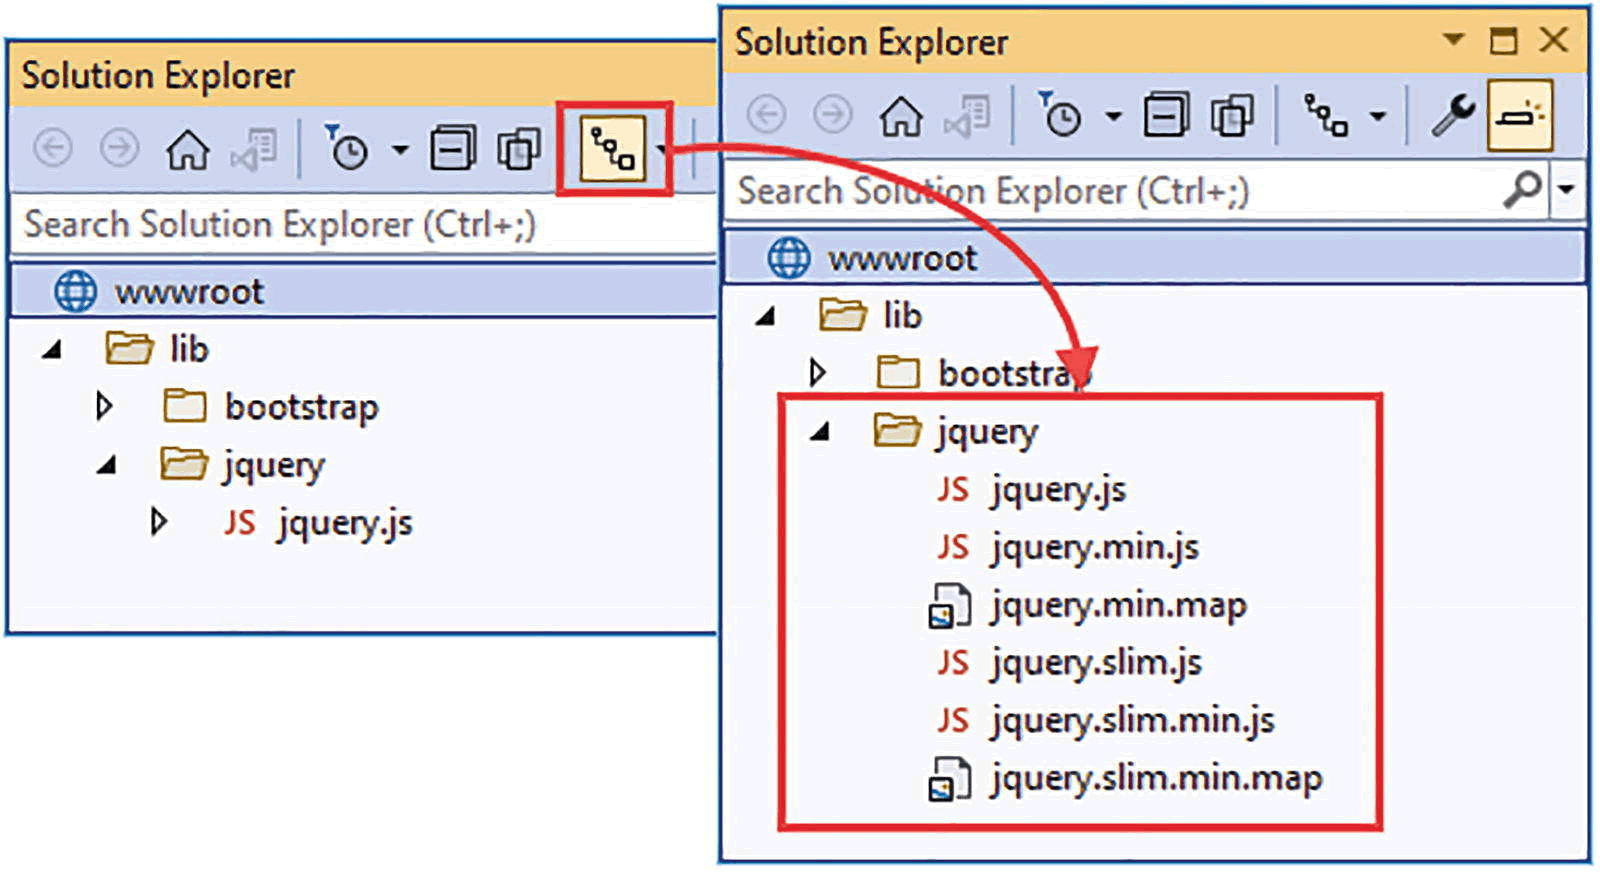 Solution Explorer
Search Solution Explorer (Ctrl+;)
wwwroot
lib
bootstrap
jquery
JS jquery.js
Solution Explorer
Search Solution Explorer (Ctrl+;)
wwwroot
lib
bootstrap
jquery
JS jquery.js
JS jquery.min.js
jquery.min.map
JS jquery.slim.js
JS jquery.slim.min.js
jquery.slim.min.map